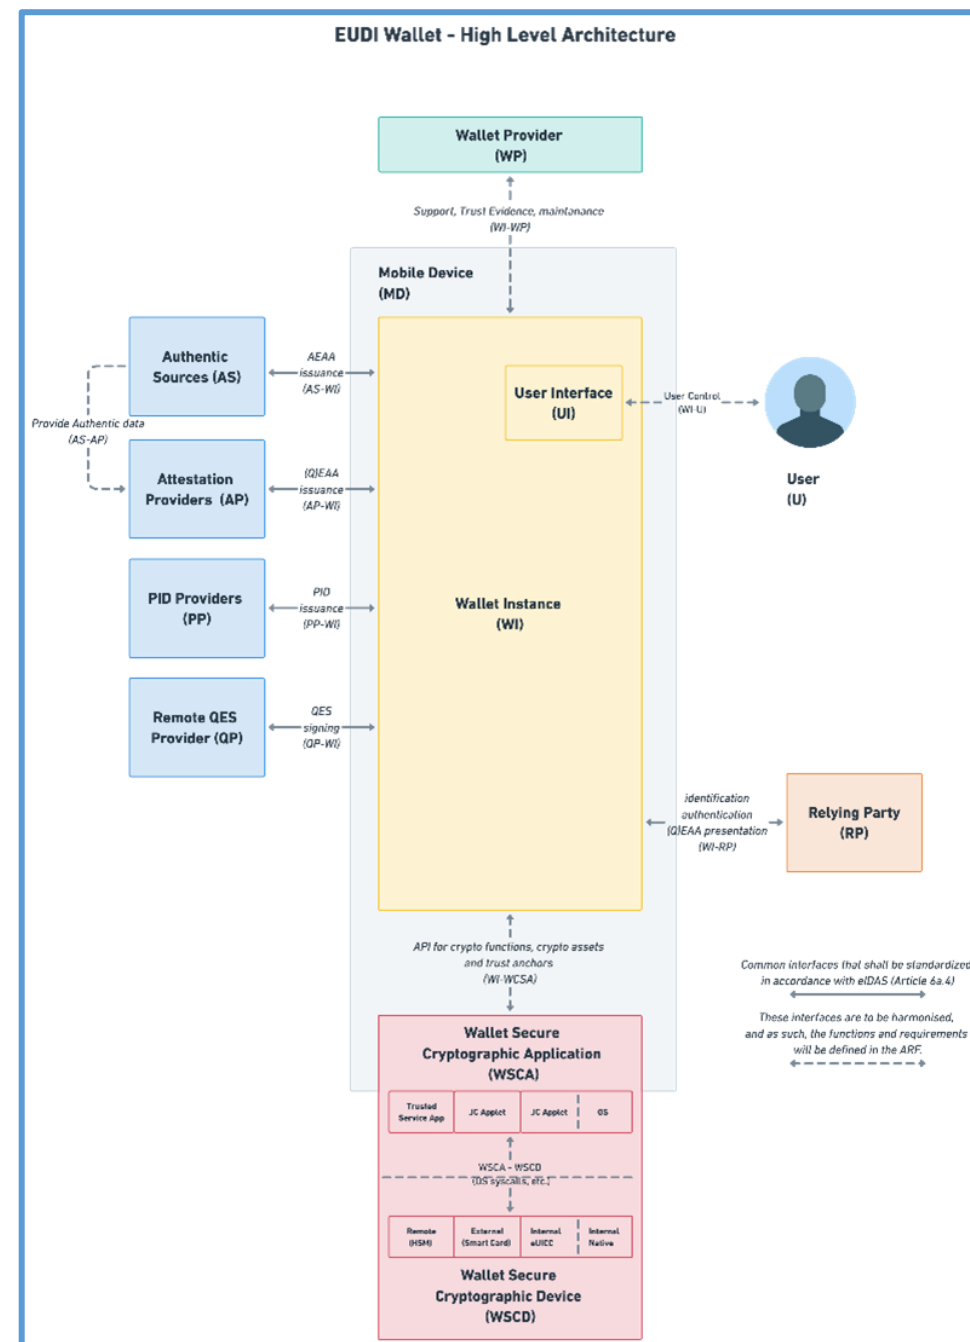 EUDI Wallet - High Level Architecture
Wallet Provider
(WP)
Support, Trust Evidence, maintanance
(WI-WP)
Mobile Device
(MD)
Authentic
Sources (AS)
AEAA
issuance
(AS-WI)
User Interface
(UI)
User Control
(WI-U)
User
(U)
Provide Authentic data
(AS-AP)
Attestation
Providers (AP)
(Q)EAA
issuance
(AP-WI)
PID Providers
(PP)
PID
issuance
(PP-WI)
Wallet Instance
(WI)
Remote QES
Provider (QP)
QES
signing
(QP-WI)
identification
authentication
(Q)EAA presentation
(WI-RP)
Relying Party
(RP)
API for crypto functions, crypto assets
and trust anchors
(WI-WCSA)
Common interfaces that shall be standardized
in accordance with eIDAS (Article 6a.4)
These interfaces are to be harmonised,
and as such, the functions and requirements
will be defined in the ARF.
Wallet Secure
Cryptographic Application
(WSCA)
Trusted
Service App
JC Applet
JC Applet
OS
WSCA - WSCD
(OS syscalls, etc.)
Remote
(HSM)
External
(Smart Card)
Internal
eUICC
Internal
Native
Wallet Secure
Cryptographic Device
(WSCD)